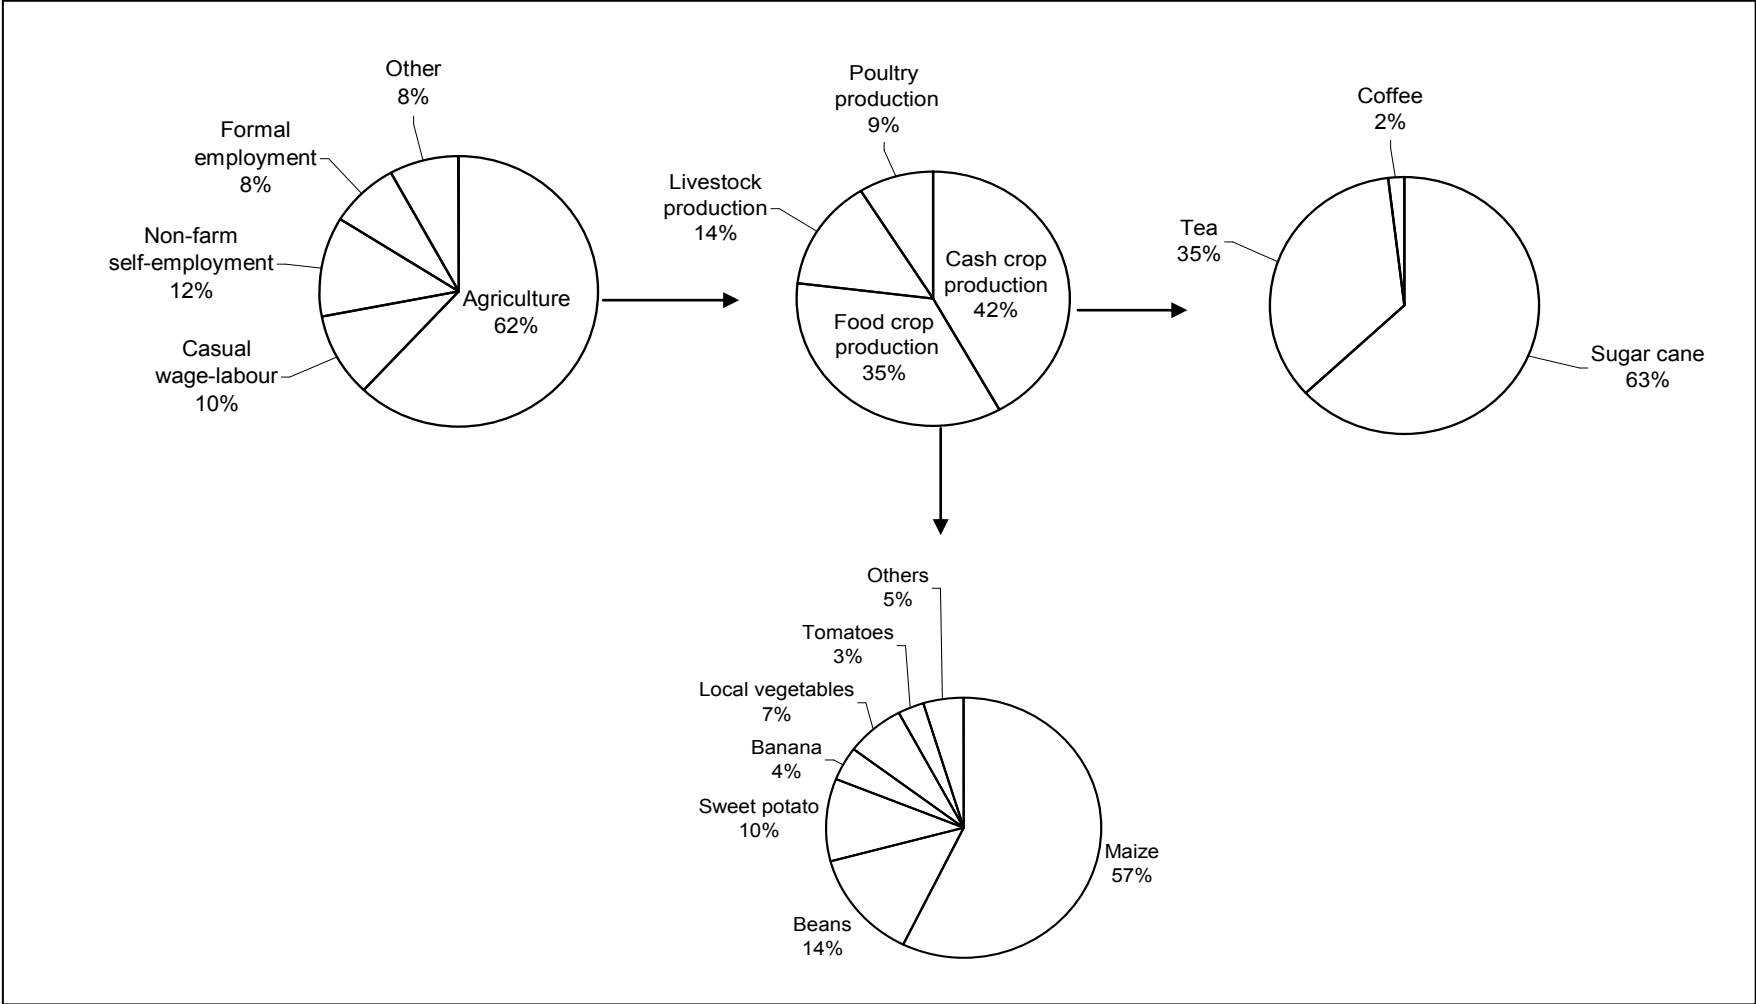 Other
8%
Formal
employment
8%
Non-farm
self-employment
12%
Casual
wage-labour
10%
Agriculture
62%
Poultry
production
9%
Livestock
production
14%
Cash crop
production
42%
Food crop
production
35%
Coffee
2%
Tea
35%
Sugar cane
63%
Others
5%
Tomatoes
3%
Local vegetables
7%
Banana
4%
Sweet potato
10%
Beans
14%
Maize
57%